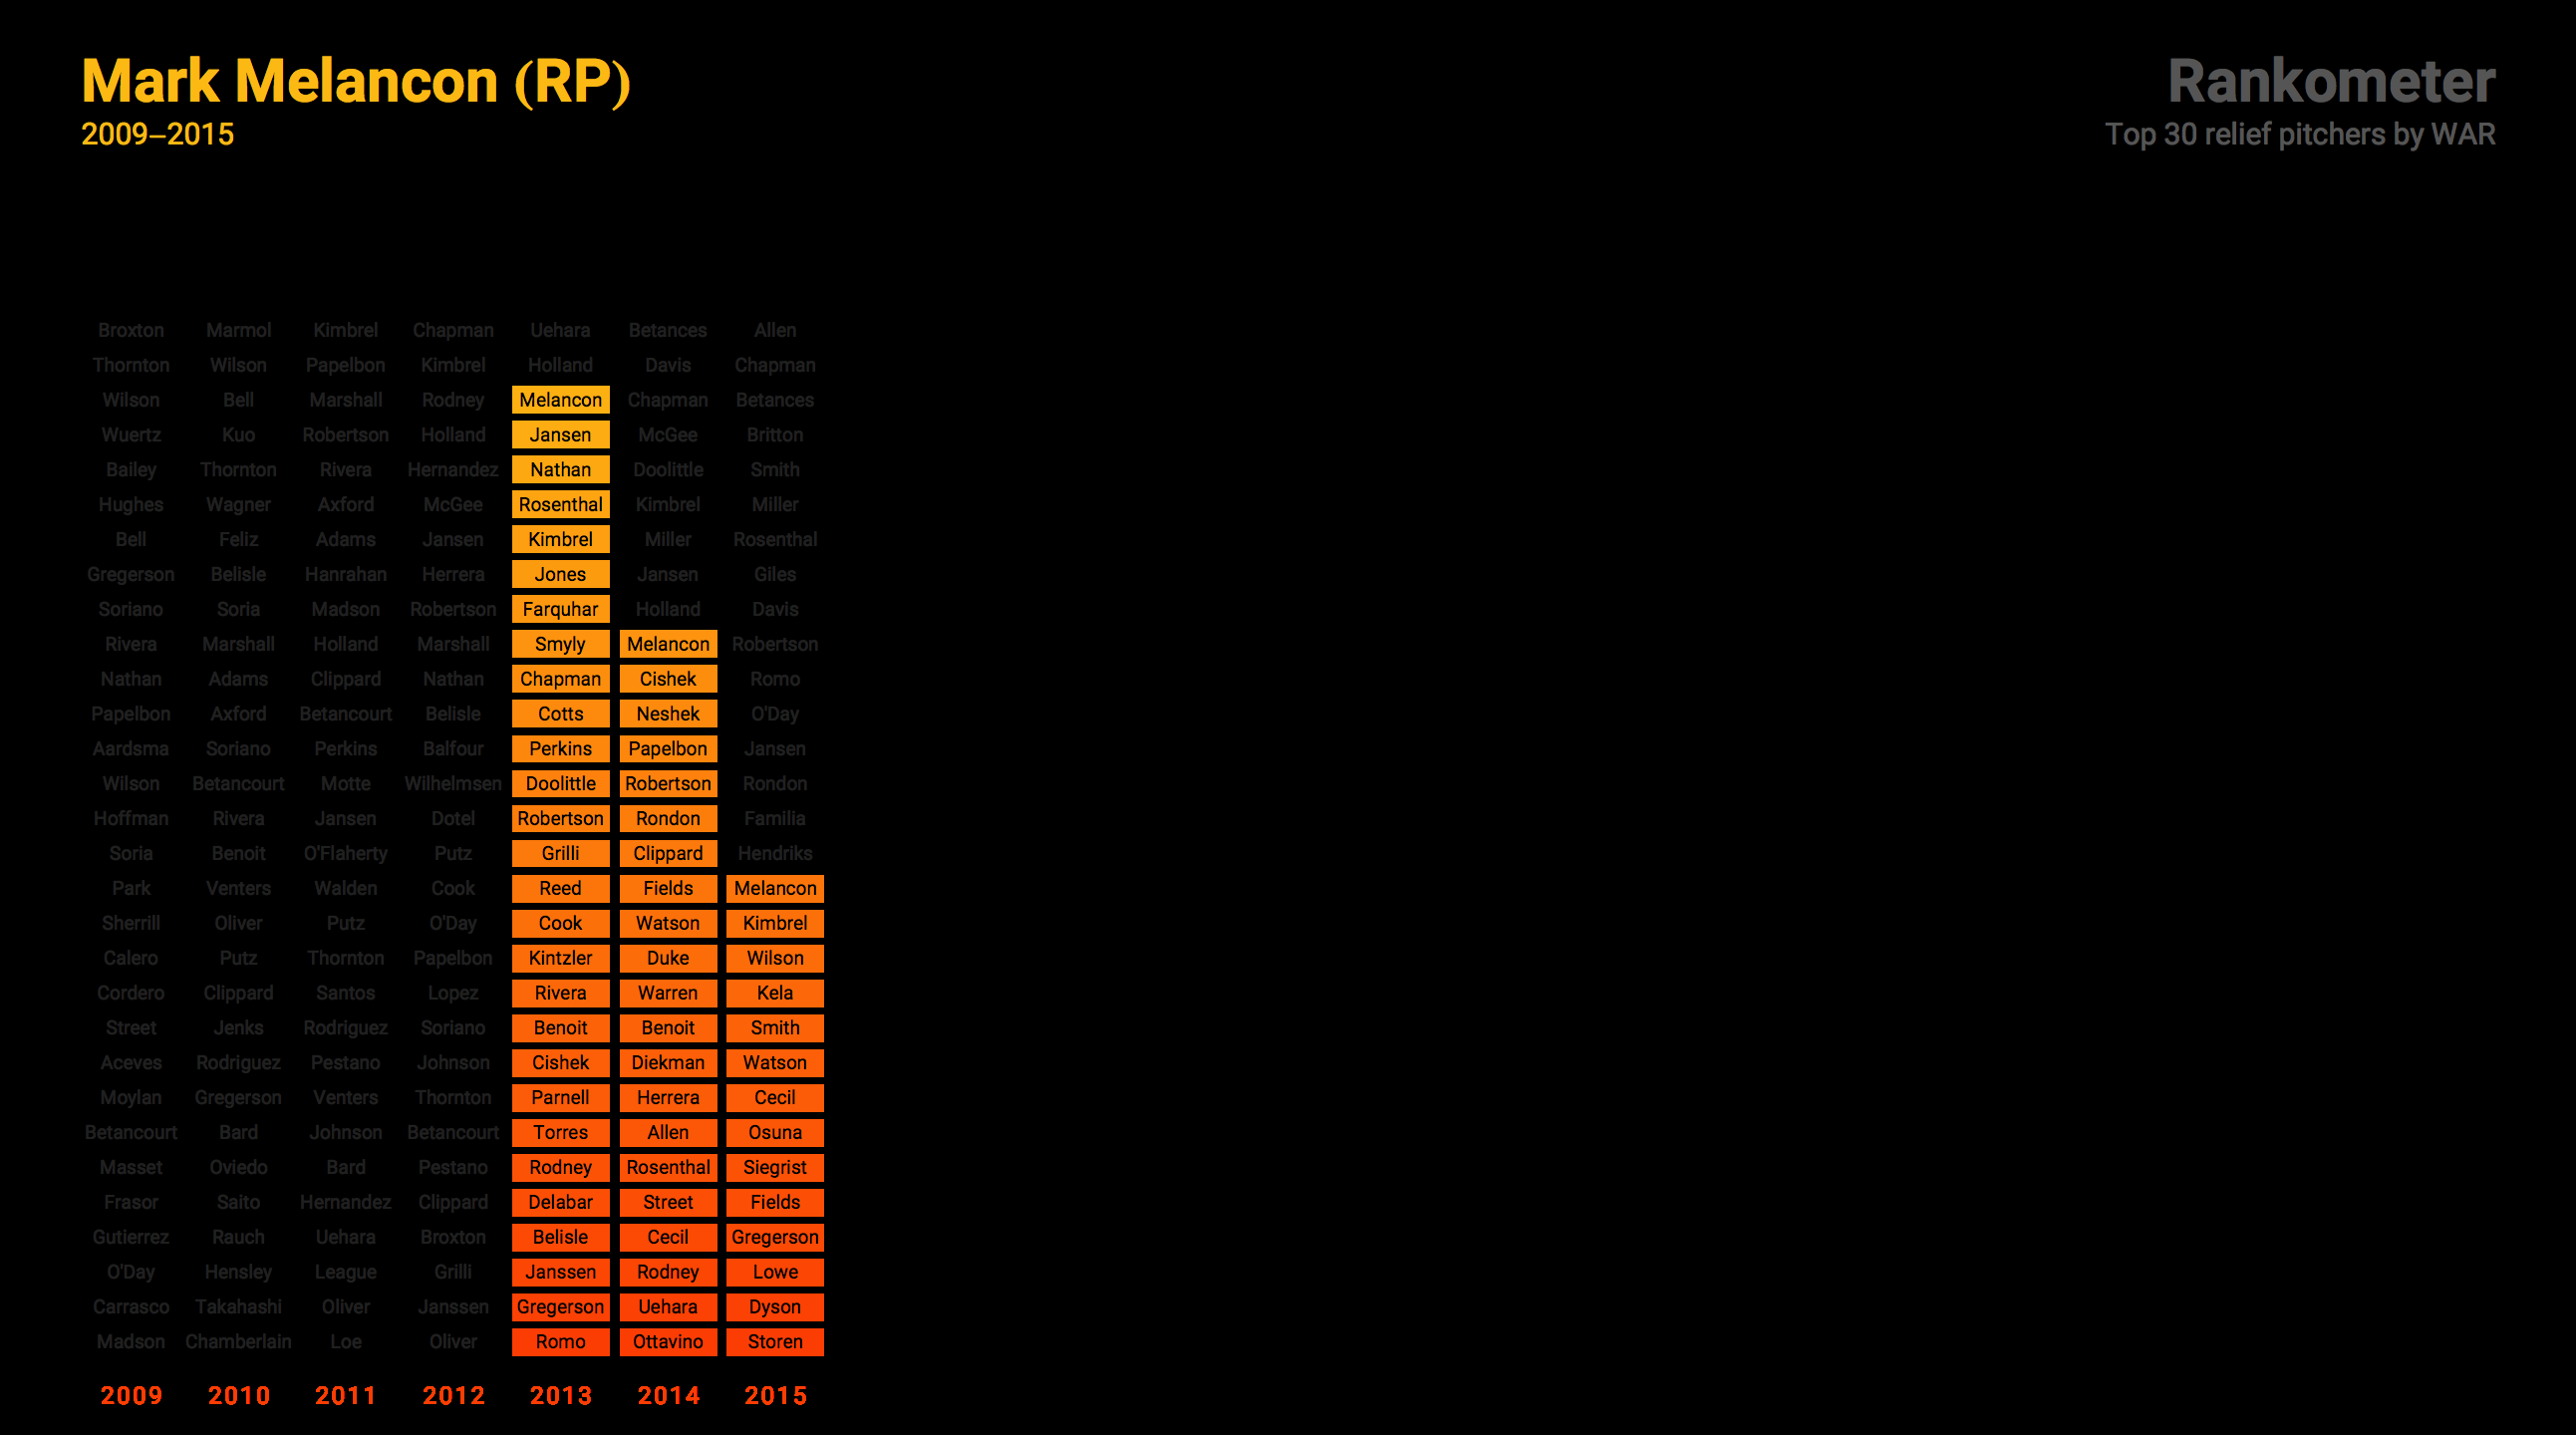 Mark Melancon (RP)
2009–2015
Rankometer
Top 30 relief pitchers by WAR
Broxton Marmol Kimbrel Chapman Uehara Betances Allen
Thornton Wilson Papelbon Kimbrel Holland Davis Chapman
Wilson Bell Marshall Rodney Melancon Chapman Betances
Wuertz Kuo Robertson Holland Jansen McGee Britton
Bailey Thornton Rivera Hernandez Nathan Doolittle Smith
Hughes Wagner Axford McGee Rosenthal Kimbrel Miller
Bell Feliz Adams Jansen Kimbrel Miller Rosenthal
Gregerson Belisle Hanrahan Herrera Jones Jansen Giles
Soriano Soria Madson Robertson Farquhar Holland Davis
Rivera Marshall Holland Marshall Smyly Melancon Robertson
Nathan Adams Clippard Nathan Chapman Cishek Romo
Papelbon Axford Betancourt Belisle Cotts Neshek O'Day
Aardsma Soriano Perkins Balfour Perkins Papelbon Jansen
Wilson Betancourt Motte Wilhelmsen Doolittle Robertson Rondon
Hoffman Rivera Jansen Dotel Robertson Rondon Familia
Soria Benoit O'Flaherty Putz Grilli Clippard Hendriks
Park Venters Walden Cook Reed Fields Melancon
Sherrill Oliver Putz O'Day Cook Watson Kimbrel
Calero Putz Thornton Papelbon Kintzler Duke Wilson
Cordero Clippard Santos Lopez Rivera Warren Kela
Street Jenks Rodriguez Soriano Benoit Benoit Smith
Aceves Rodriguez Pestano Johnson Cishek Diekman Watson
Moylan Gregerson Venters Thornton Parnell Herrera Cecil
Betancourt Bard Johnson Betancourt Torres Allen Osuna
Masset Oviedo Bard Pestano Rodney Rosenthal Siegrist
Frasor Saito Hernandez Clippard Delabar Street Fields
Gutierrez Rauch Uehara Broxton Belisle Cecil Gregerson
O'Day Hensley League Grilli Janssen Rodney Lowe
Carrasco Takahashi Oliver Janssen Gregerson Uehara Dyson
Madson Chamberlain Loe Oliver Romo Ottavino Storen
2009 2010 2011 2012 2013 2014 2015